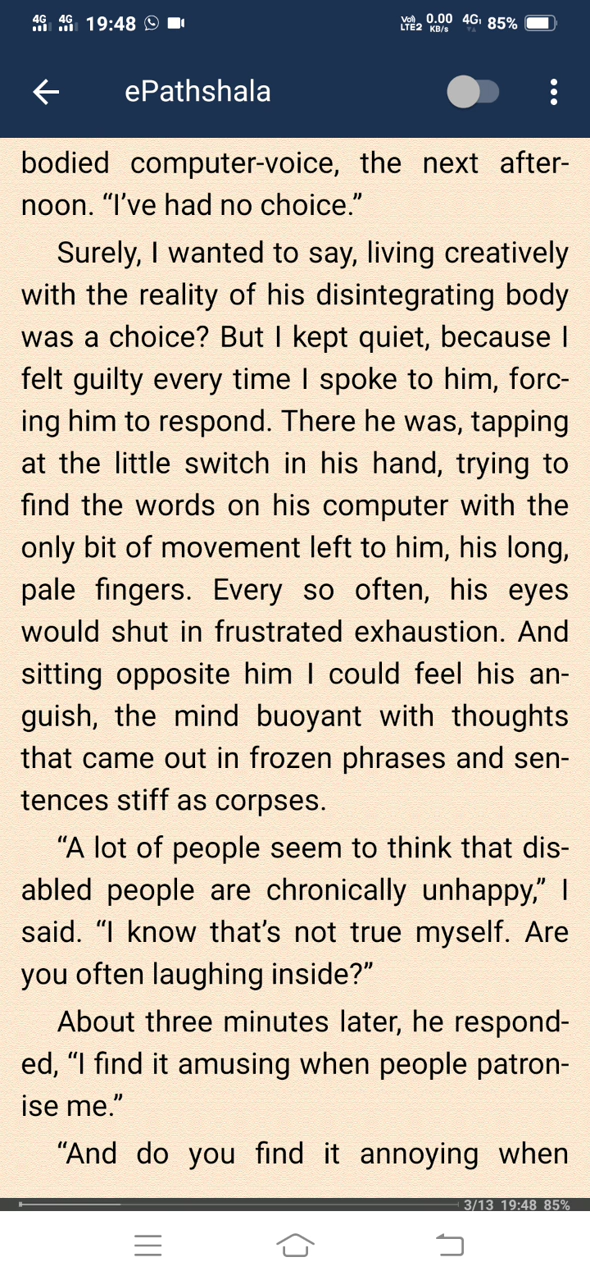 4G 4G 19:48 Vo) LTE2 0.00 KB/s 4G 85%
ePathshala
bodied computer-voice, the next after-
noon. “I’ve had no choice.”
Surely, I wanted to say, living creatively
with the reality of his disintegrating body
was a choice? But I kept quiet, because I
felt guilty every time I spoke to him, forc-
ing him to respond. There he was, tapping
at the little switch in his hand, trying to
find the words on his computer with the
only bit of movement left to him, his long,
pale fingers. Every so often, his eyes
would shut in frustrated exhaustion. And
sitting opposite him I could feel his an-
guish, the mind buoyant with thoughts
that came out in frozen phrases and sen-
tences stiff as corpses.
“A lot of people seem to think that dis-
abled people are chronically unhappy,” I
said. “I know that’s not true myself. Are
you often laughing inside?”
About three minutes later, he respond-
ed, “I find it amusing when people patron-
ise me.”
“And do you find it annoying when
3/13 19:48 85%